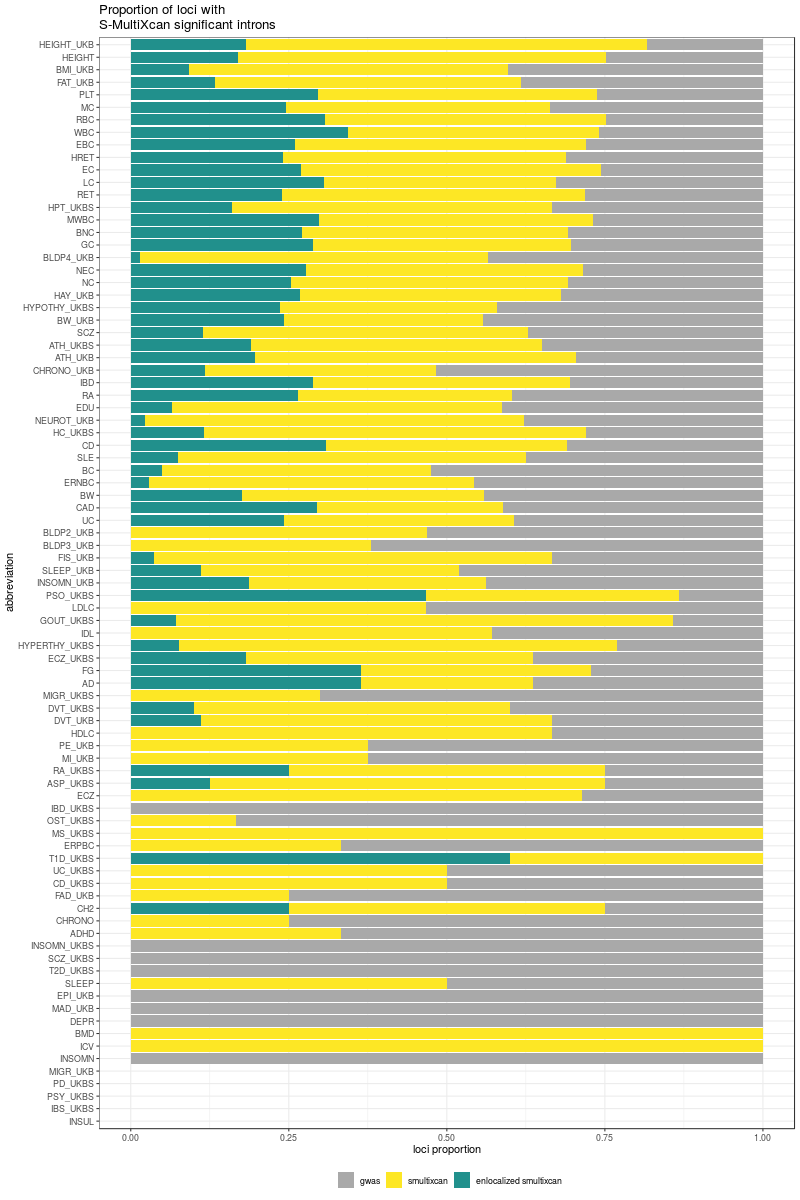 Proportion of loci with
S-MultiXcan significant introns
abbreviation
HEIGHT_UKB
HEIGHT
BMI_UKB
FAT_UKB
PLT
MC
RBC
WBC
EBC
HRET
EC
LC
RET
HPT_UKBS
MWBC
BNC
GC
BLDP4_UKB
NEC
NC
HAY_UKB
HYPOTHY_UKBS
BW_UKB
SCZ
ATH_UKBS
ATH_UKB
CHRONO_UKB
IBD
RA
EDU
NEUROT_UKB
HC_UKBS
CD
SLE
BC
ERNBC
BW
CAD
UC
BLDP2_UKB
BLDP3_UKB
FIS_UKB
SLEEP_UKB
INSOMN_UKB
PSO_UKBS
LDLC
GOUT_UKBS
IDL
HYPERTHY_UKBS
ECZ_UKBS
FG
AD
MIGR_UKBS
DVT_UKBS
DVT_UKB
HDLC
PE_UKB
MI_UKB
RA_UKBS
ASP_UKBS
ECZ
IBD_UKBS
OST_UKBS
MS_UKBS
ERPBC
T1D_UKBS
UC_UKBS
CD_UKBS
FAD_UKB
CH2
CHRONO
ADHD
INSOMN_UKBS
SCZ_UKBS
T2D_UKBS
SLEEP
EPI_UKB
MAD_UKB
DEPR
BMD
ICV
INSOMN
MIGR_UKB
PD_UKBS
PSY_UKBS
IBS_UKBS
INSUL
0.00 0.25 0.50 0.75 1.00
loci proportion
gwas smultixcan enlocalized smultixcan